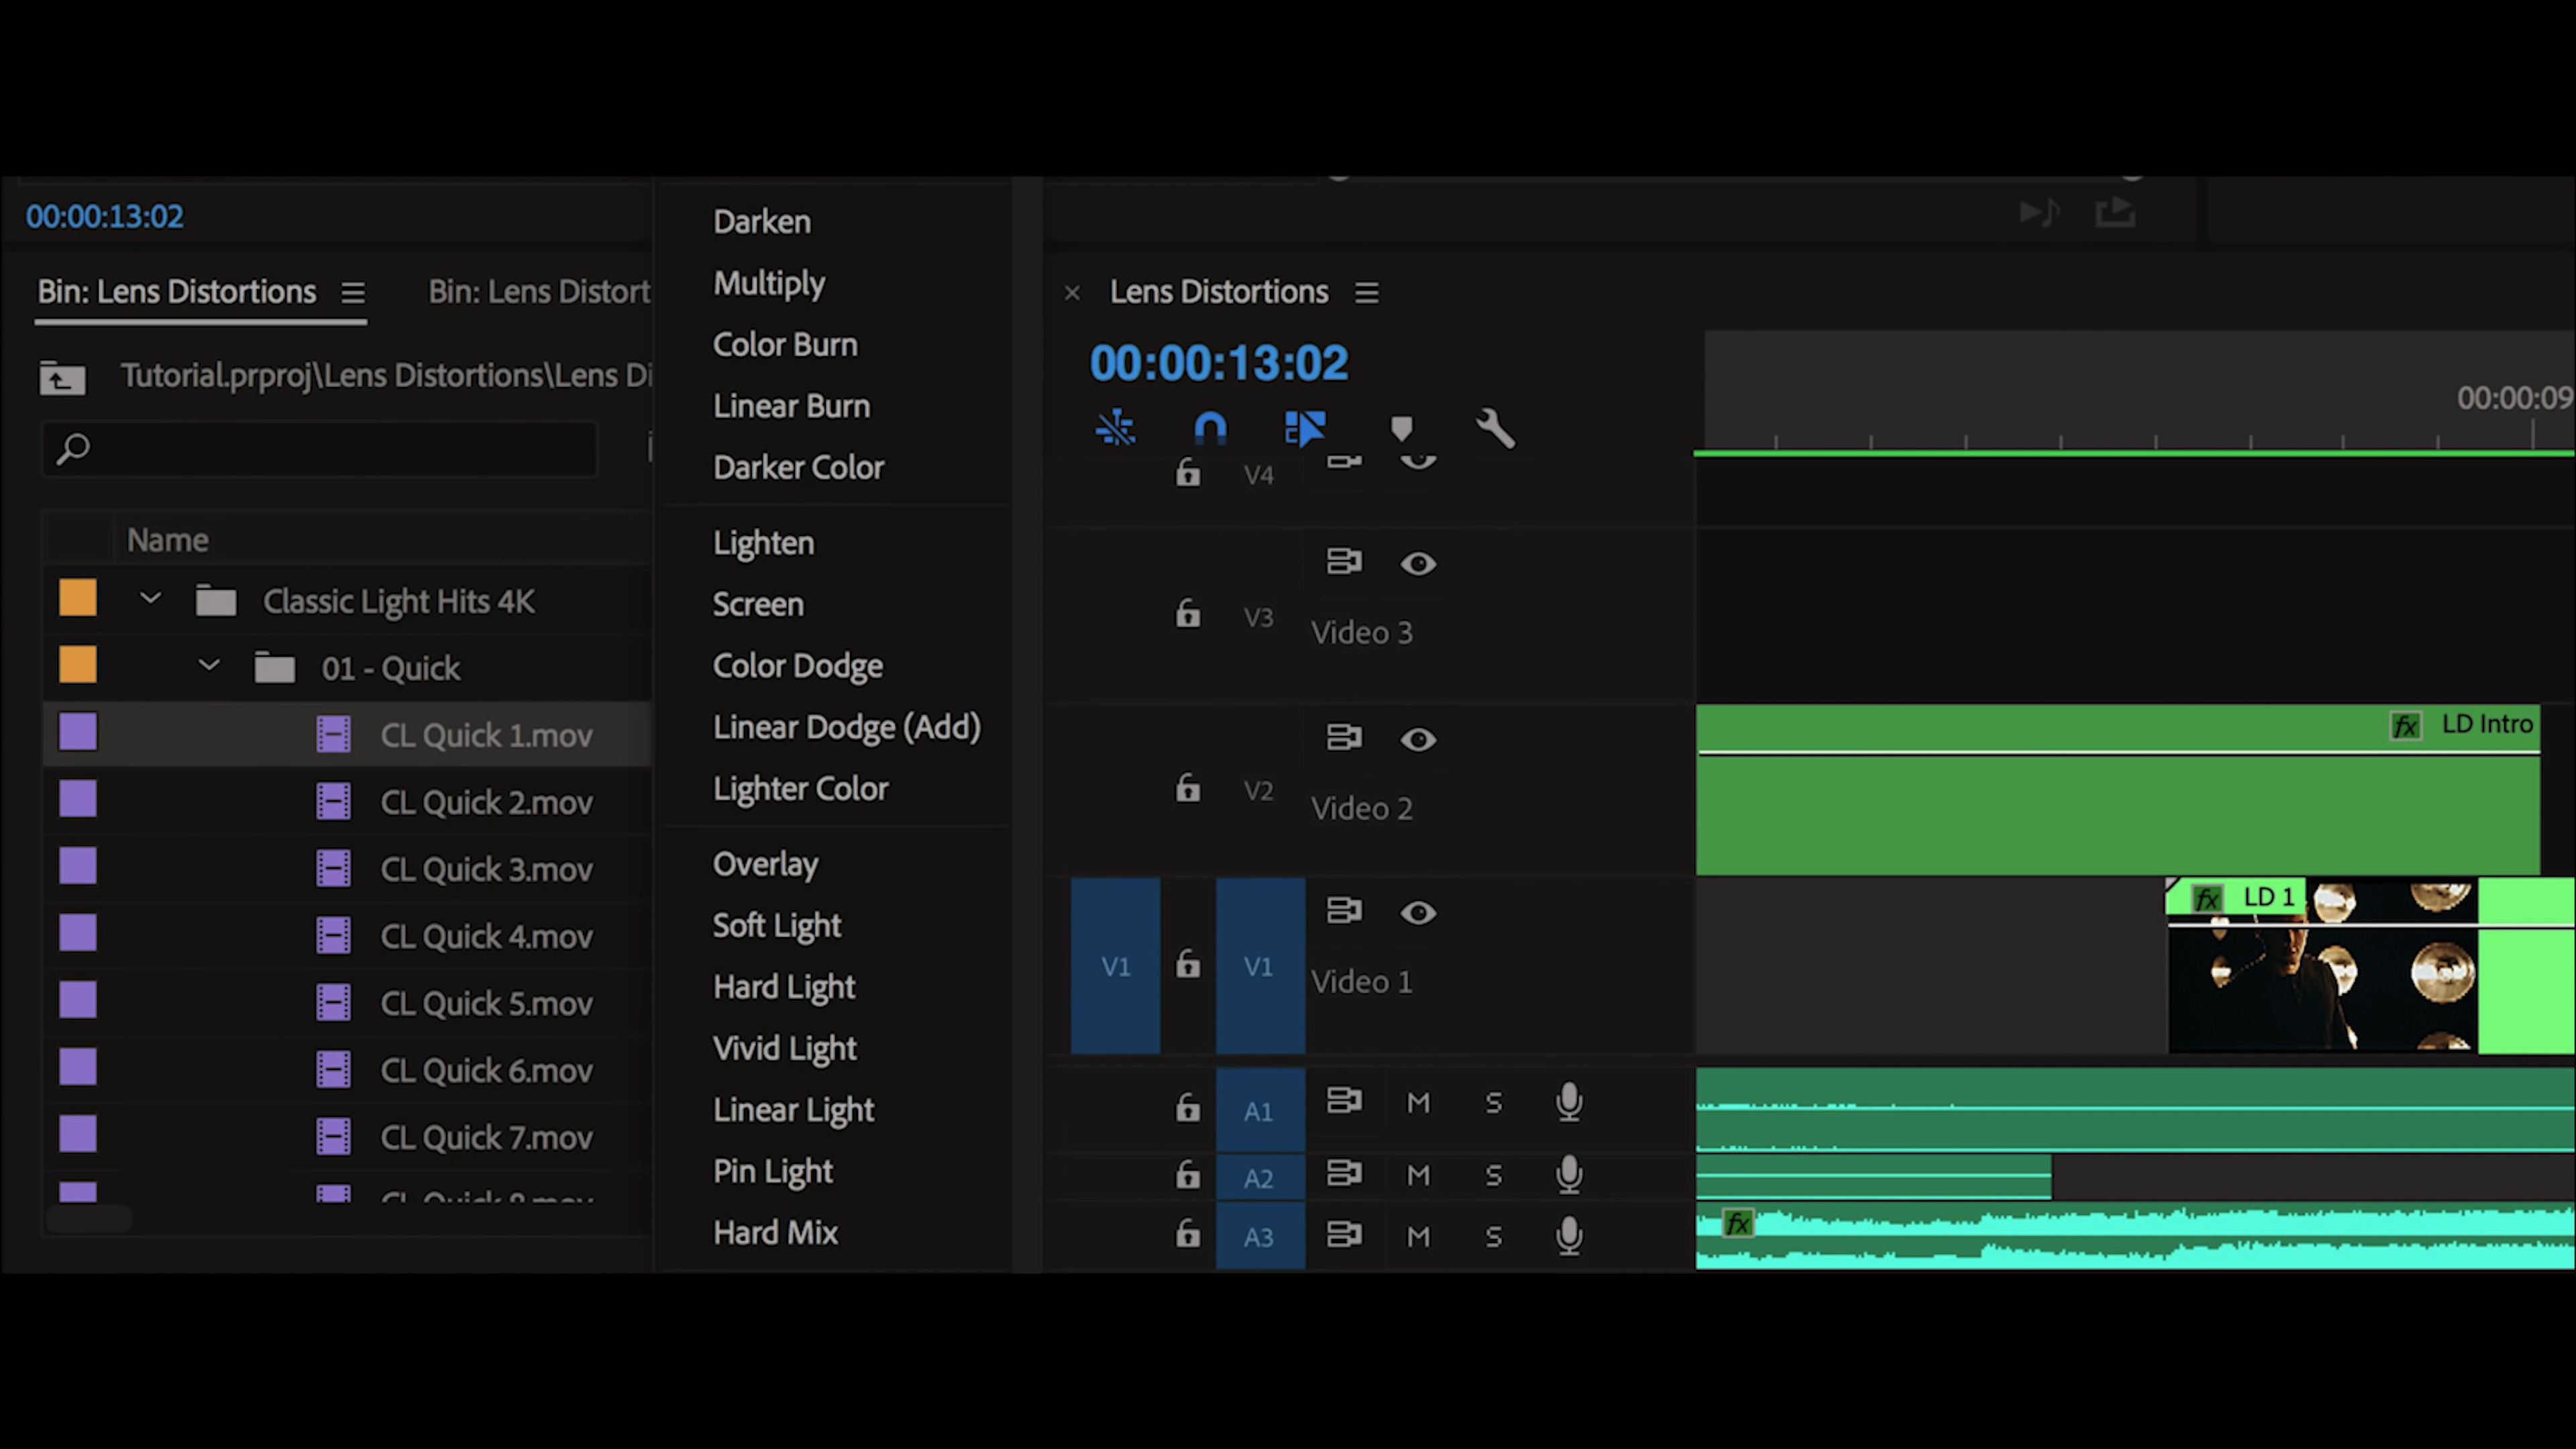 00:00:13:02
Bin: Lens Distortions
Bin: Lens Distort
Tutorial.prproj\Lens Distortions\Lens Di
Name
Classic Light Hits 4K
01 - Quick
CL Quick 1.mov
CL Quick 2.mov
CL Quick 3.mov
CL Quick 4.mov
CL Quick 5.mov
CL Quick 6.mov
CL Quick 7.mov
Darken
Multiply
Color Burn
Linear Burn
Darker Color
Lighten
Screen
Color Dodge
Linear Dodge (Add)
Lighter Color
Overlay
Soft Light
Hard Light
Vivid Light
Linear Light
Pin Light
Hard Mix
Lens Distortions
00:00:13:02
00:00:09
V4
V3
Video 3
V2
Video 2
fx LD Intro
V1
V1
Video 1
fx LD 1
A1 M S
A2 M S
A3 M S
fx